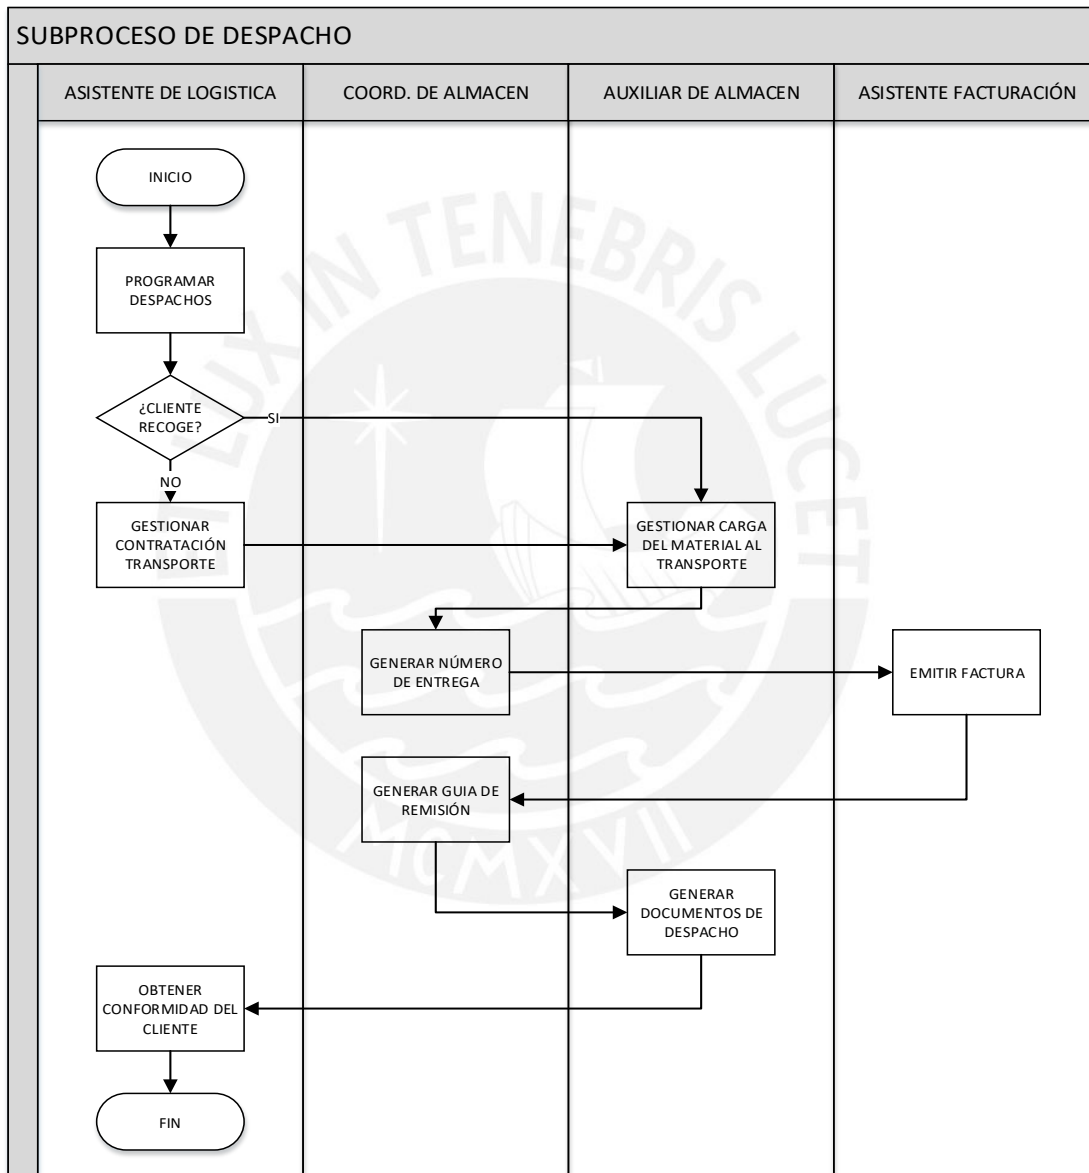 SUBPROCESO DE DESPACHO
ASISTENTE DE LOGISTICA
COORD. DE ALMACEN
AUXILIAR DE ALMACEN
ASISTENTE FACTURACIÓN
INICIO
PROGRAMAR
DESPACHOS
¿CLIENTE
RECOGE?
SI
NO
GESTIONAR
CONTRATACIÓN
TRANSPORTE
GESTIONAR CARGA
DEL MATERIAL AL
TRANSPORTE
GENERAR NÚMERO
DE ENTREGA
EMITIR FACTURA
GENERAR GUIA DE
REMISIÓN
GENERAR
DOCUMENTOS DE
DESPACHO
OBTENER
CONFORMIDAD DEL
CLIENTE
FIN
LUX IN TENEBRIS LUCET
MCMXVII